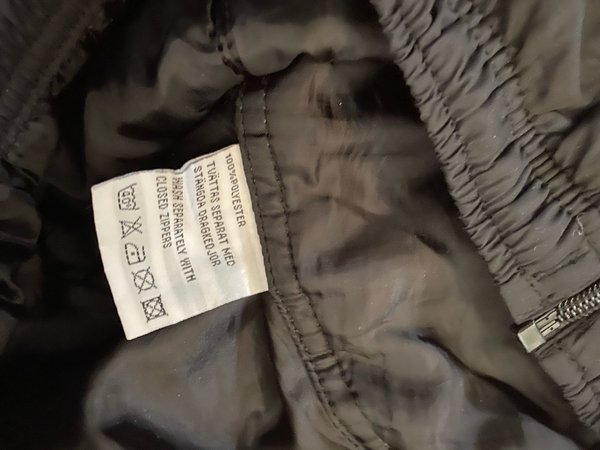 100%POLYESTER
TVÄTTAS SEPARAT MED
STÄNGDA DRAGKEDJOR
WASH SEPARATELY WITH
CLOSED ZIPPERS